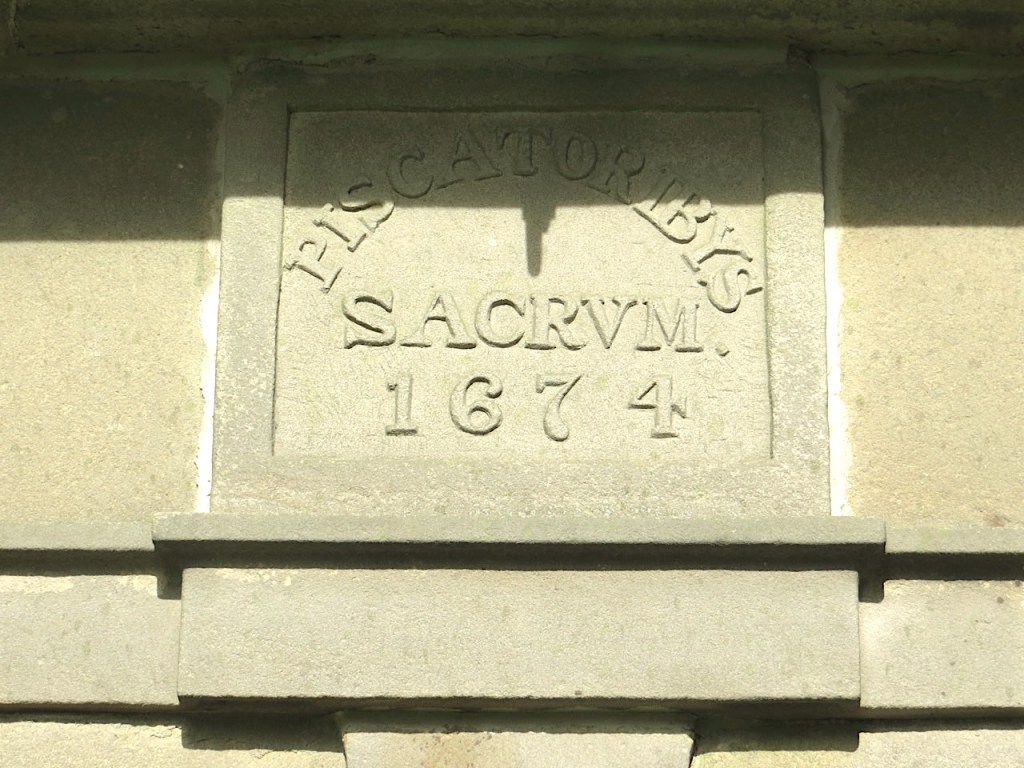 PISCATORIBVS
SACRVM.
1674